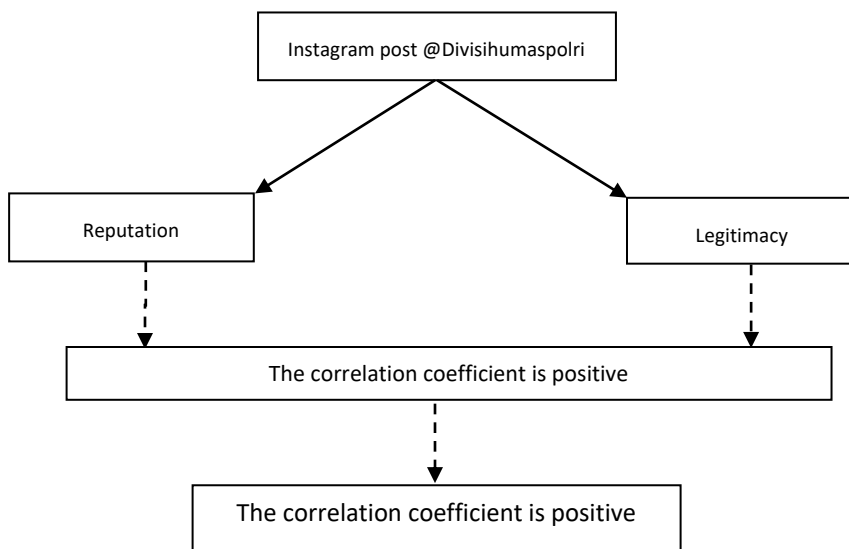 Instagram post @Divisihumaspolri
Reputation
Legitimacy
The correlation coefficient is positive
The correlation coefficient is positive